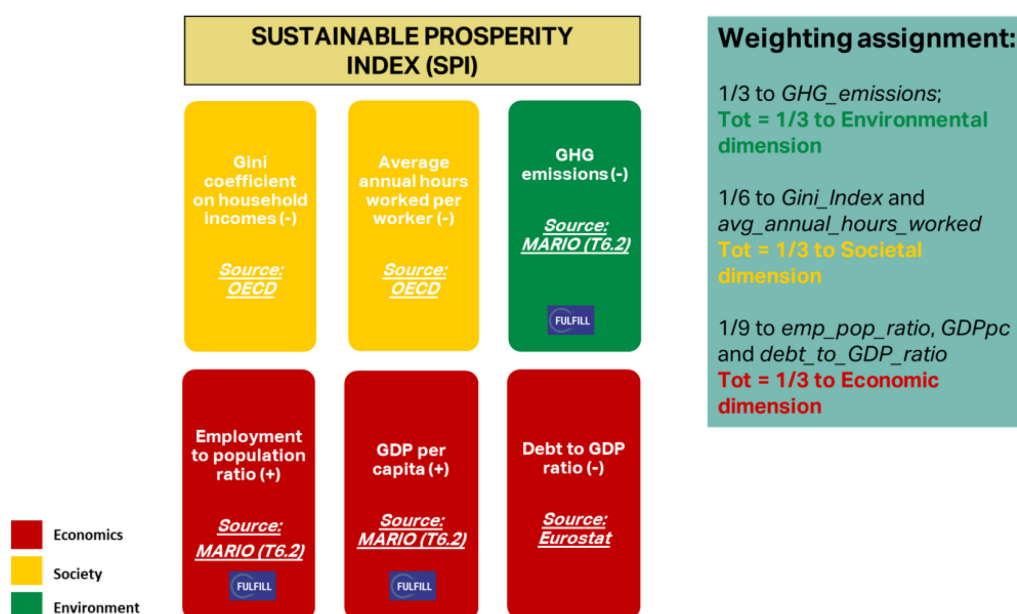 SUSTAINABLE PROSPERITY
INDEX (SPI)
Gini
coefficient
on household
incomes (-)
Source:
OECD
Average
annual hours
worked per
worker (-)
Source:
OECD
GHG
emissions (-)
Source:
MARIO (T6.2)
FULFILL
Employment
to population
ratio (+)
Source:
MARIO (T6.2)
FULFILL
GDP per
capita (+)
Source:
MARIO (T6.2)
FULFILL
Debt to GDP
ratio (-)
Source:
Eurostat
Economics
Society
Environment
Weighting assignment:
1/3 to GHG_emissions;
Tot = 1/3 to Environmental
dimension
1/6 to Gini_Index and
avg_annual_hours_worked
Tot = 1/3 to Societal
dimension
1/9 to emp_pop_ratio, GDPpc
and debt_to_GDP_ratio
Tot = 1/3 to Economic
dimension